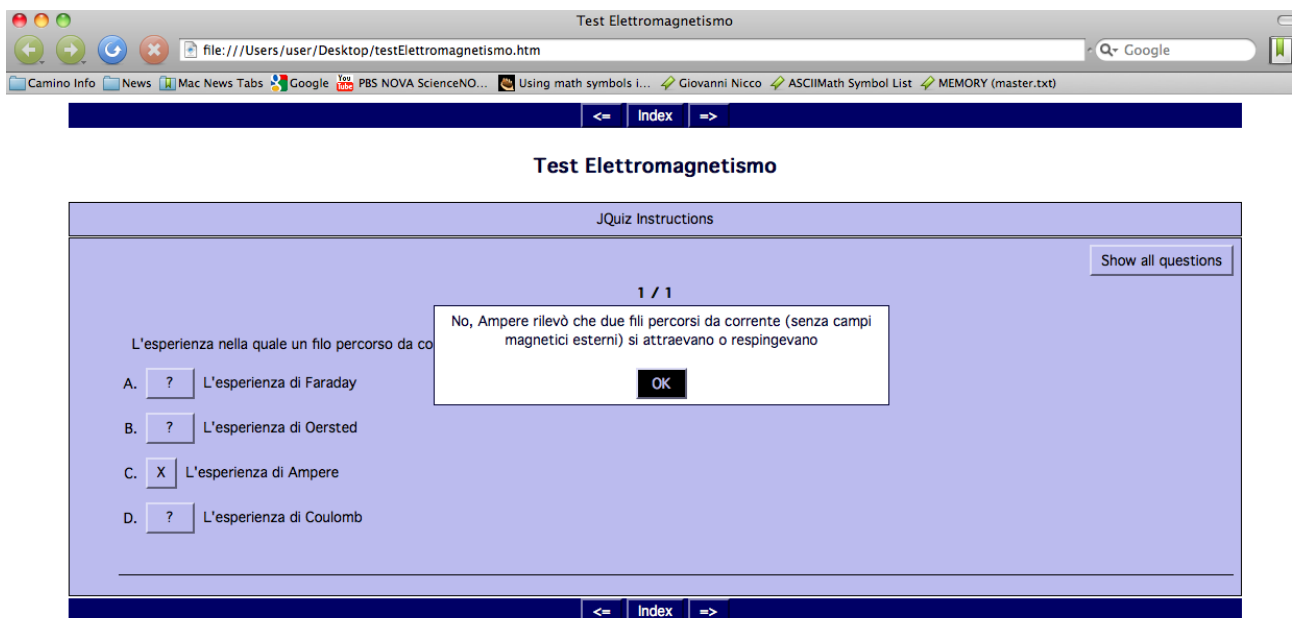 Test Elettromagnetismo
file:///Users/user/Desktop/testElettromagnetismo.htm
Google
Camino Info News Mac News Tabs Google You Tube PBS NOVA ScienceNO... Using math symbols i... Giovanni Nicco ASCIIMath Symbol List MEMORY (master.txt)
<= Index =>
Test Elettromagnetismo
JQuiz Instructions
Show all questions
1 / 1
No, Ampere rilevò che due fili percorsi da corrente (senza campi
magnetici esterni) si attraevano o respingevano
OK
L'esperienza nella quale un filo percorso da co
A. ? L'esperienza di Faraday
B. ? L'esperienza di Oersted
C. X L'esperienza di Ampere
D. ? L'esperienza di Coulomb
<= Index =>